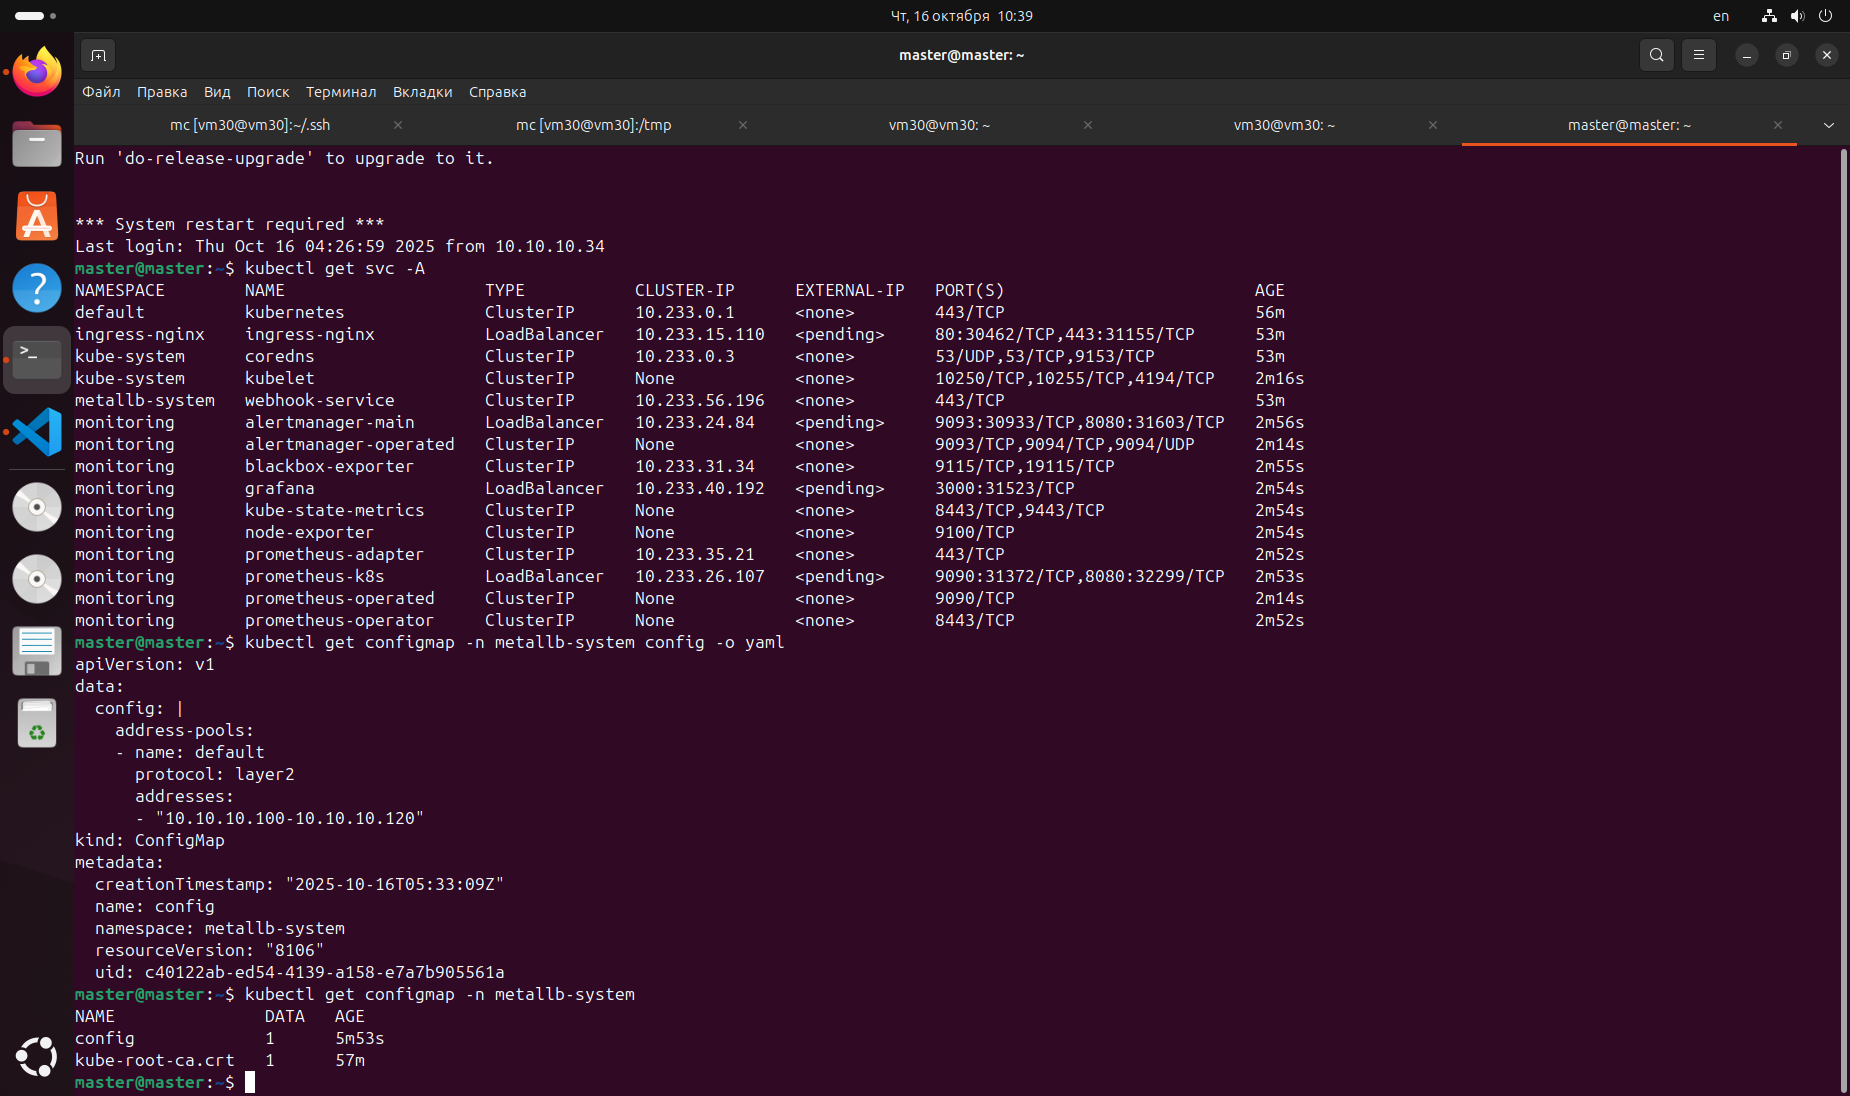 Чт, 16 октября 10:39
en
master@master: ~
Файл Правка Вид Поиск Терминал Вкладки Справка
mc [vm30@vm30]:~/.ssh
mc [vm30@vm30]:/tmp
vm30@vm30: ~
vm30@vm30: ~
master@master: ~
Run 'do-release-upgrade' to upgrade to it.
*** System restart required ***
Last login: Thu Oct 16 04:26:59 2025 from 10.10.10.34
master@master:~$ kubectl get svc -A
NAMESPACE        NAME                    TYPE           CLUSTER-IP      EXTERNAL-IP   PORT(S)                         AGE
default          kubernetes              ClusterIP      10.233.0.1      <none>        443/TCP                         56m
ingress-nginx    ingress-nginx           LoadBalancer   10.233.15.110   <pending>     80:30462/TCP,443:31155/TCP      53m
kube-system      coredns                 ClusterIP      10.233.0.3      <none>        53/UDP,53/TCP,9153/TCP          53m
kube-system      kubelet                 ClusterIP      None            <none>        10250/TCP,10255/TCP,4194/TCP    2m16s
metallb-system   webhook-service         ClusterIP      10.233.56.196   <none>        443/TCP                         53m
monitoring       alertmanager-main       LoadBalancer   10.233.24.84    <pending>     9093:30933/TCP,8080:31603/TCP   2m56s
monitoring       alertmanager-operated   ClusterIP      None            <none>        9093/TCP,9094/TCP,9094/UDP      2m14s
monitoring       blackbox-exporter       ClusterIP      10.233.31.34    <none>        9115/TCP,19115/TCP              2m55s
monitoring       grafana                 LoadBalancer   10.233.40.192   <pending>     3000:31523/TCP                  2m54s
monitoring       kube-state-metrics      ClusterIP      None            <none>        8443/TCP,9443/TCP               2m54s
monitoring       node-exporter           ClusterIP      None            <none>        9100/TCP                        2m54s
monitoring       prometheus-adapter      ClusterIP      10.233.35.21    <none>        443/TCP                         2m52s
monitoring       prometheus-k8s          LoadBalancer   10.233.26.107   <pending>     9090:31372/TCP,8080:32299/TCP   2m53s
monitoring       prometheus-operated     ClusterIP      None            <none>        9090/TCP                        2m14s
monitoring       prometheus-operator     ClusterIP      None            <none>        8443/TCP                        2m52s
master@master:~$ kubectl get configmap -n metallb-system config -o yaml
apiVersion: v1
data:
  config: |
    address-pools:
    - name: default
      protocol: layer2
      addresses:
      - "10.10.10.100-10.10.10.120"
kind: ConfigMap
metadata:
  creationTimestamp: "2025-10-16T05:33:09Z"
  name: config
  namespace: metallb-system
  resourceVersion: "8106"
  uid: c40122ab-ed54-4139-a158-e7a7b905561a
master@master:~$ kubectl get configmap -n metallb-system
NAME               DATA   AGE
config             1      5m53s
kube-root-ca.crt   1      57m
master@master:~$